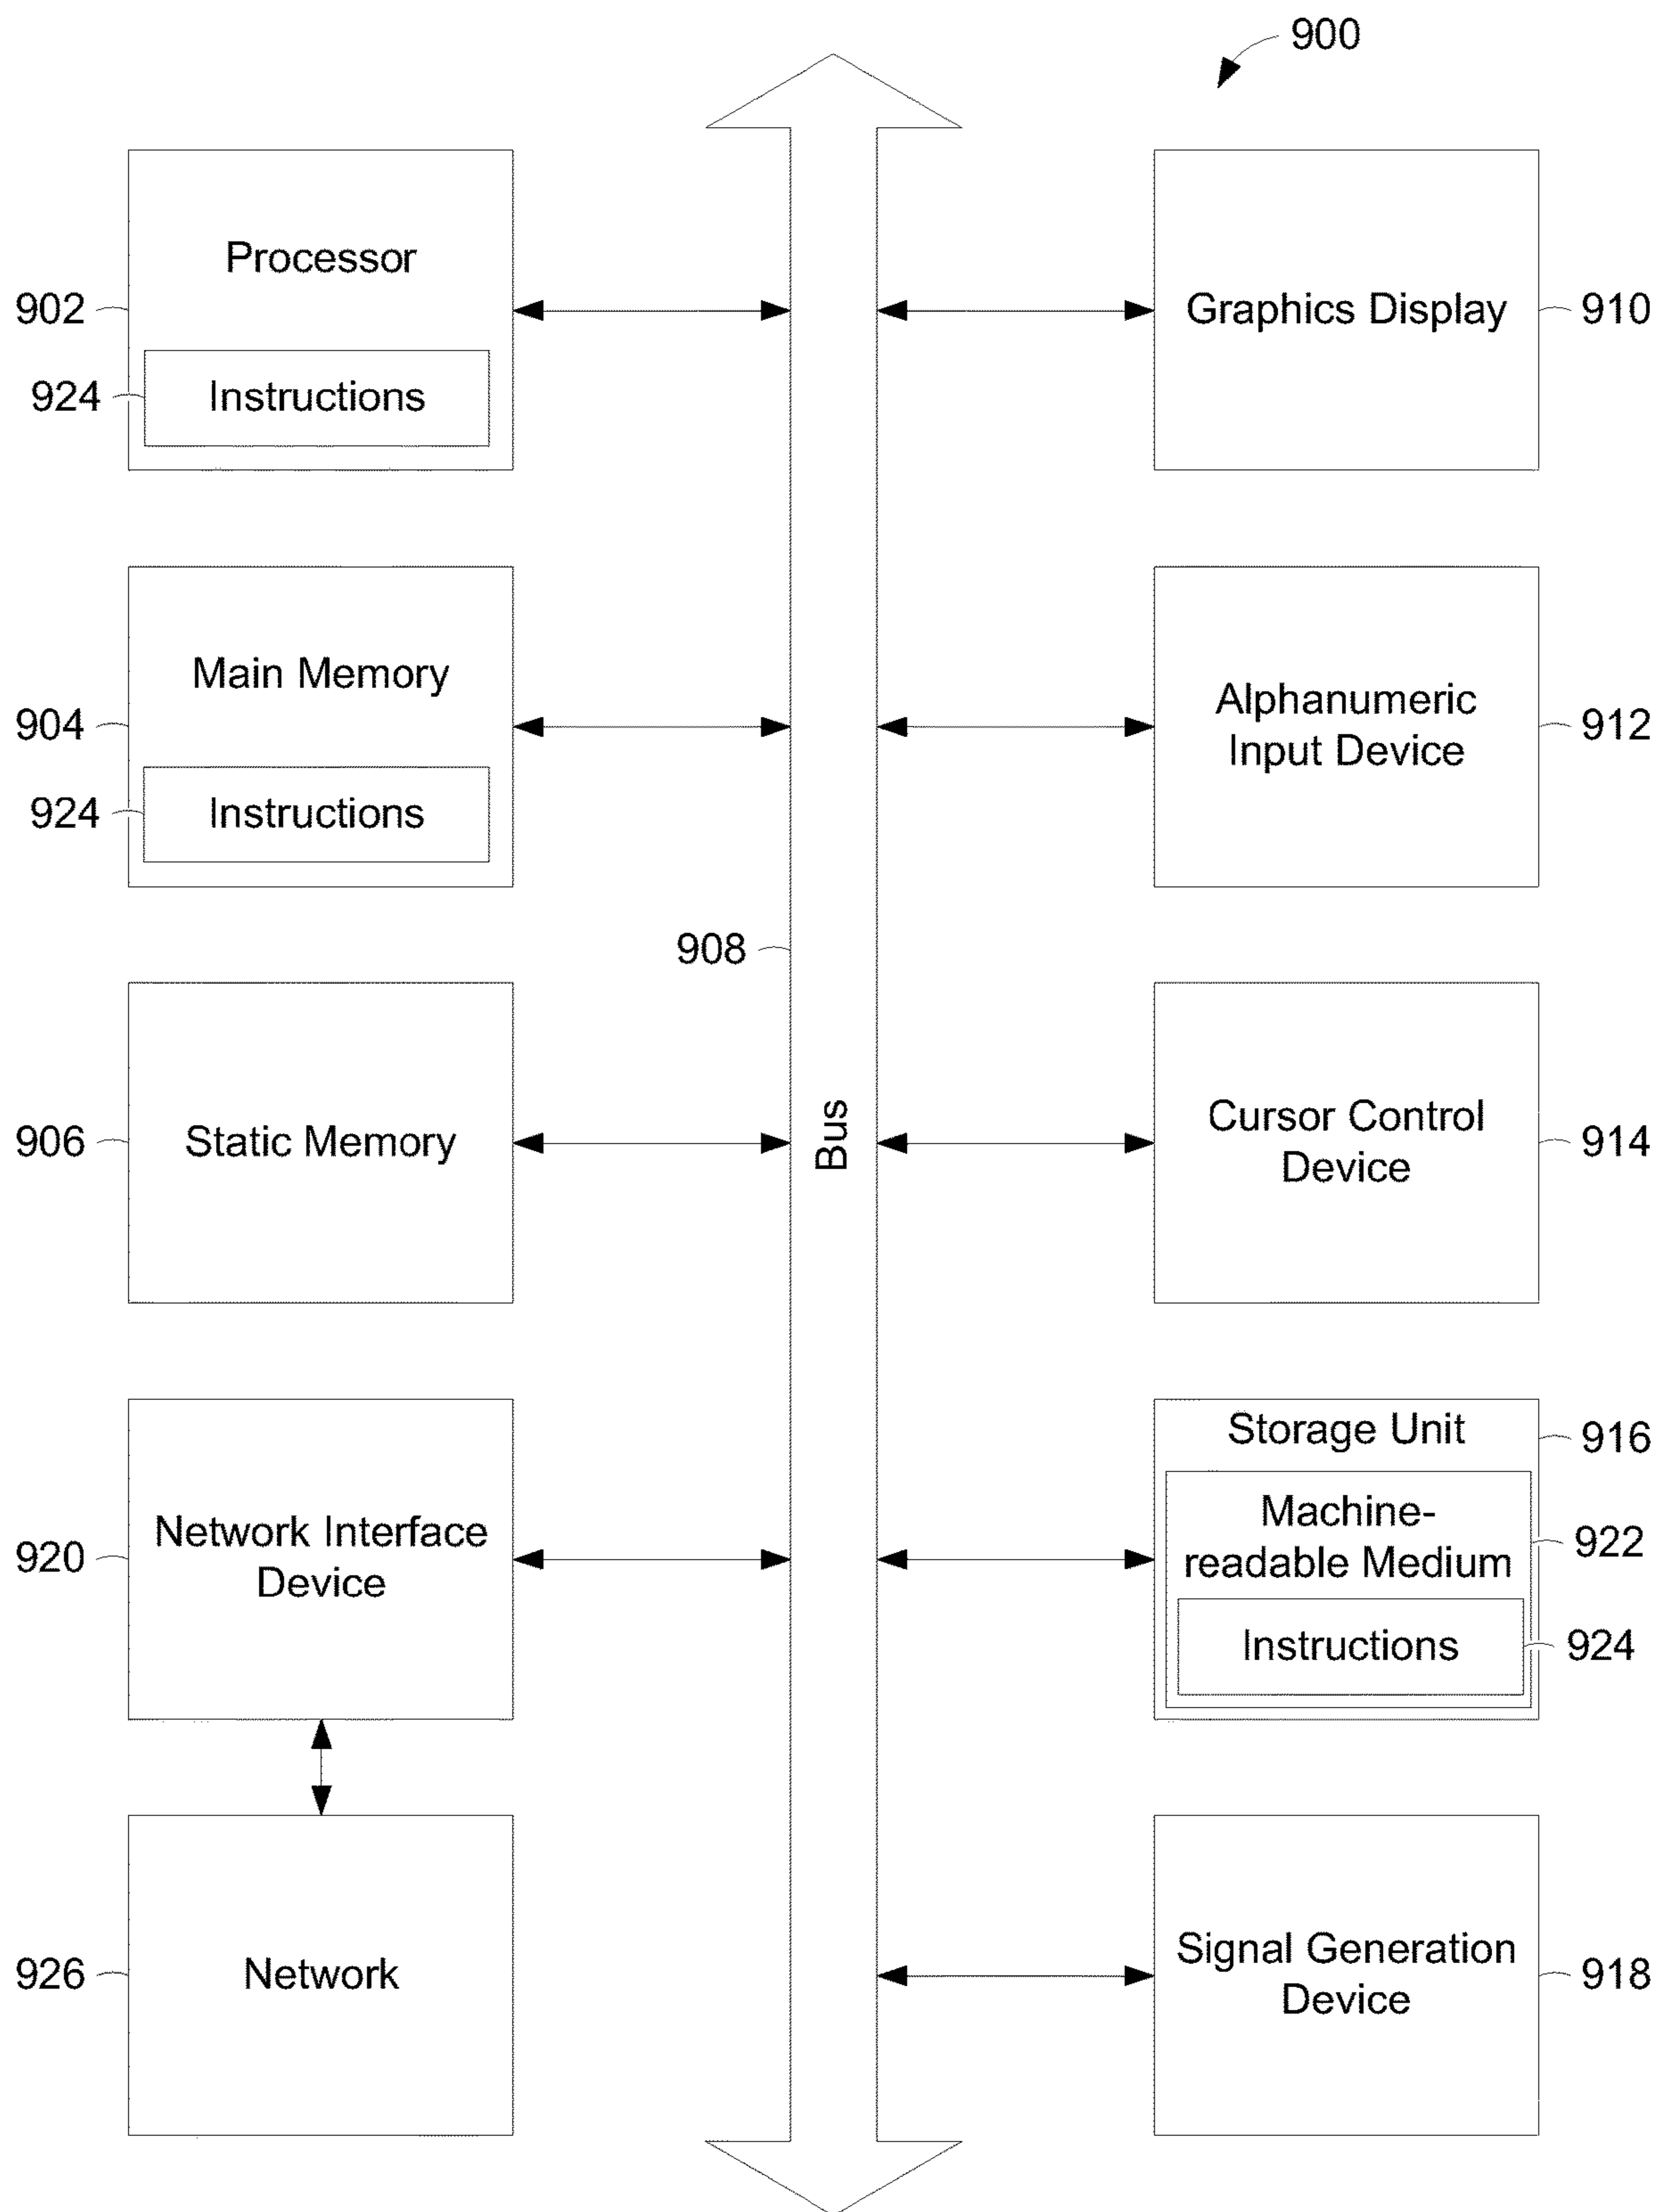 900
Processor
902
924
Instructions
Graphics Display
910
Main Memory
904
924
Instructions
Alphanumeric
Input Device
912
908
Bus
Static Memory
906
Cursor Control
Device
914
Network Interface
Device
920
Storage Unit
916
Machine-
readable Medium
922
Instructions
924
Network
926
Signal Generation
Device
918